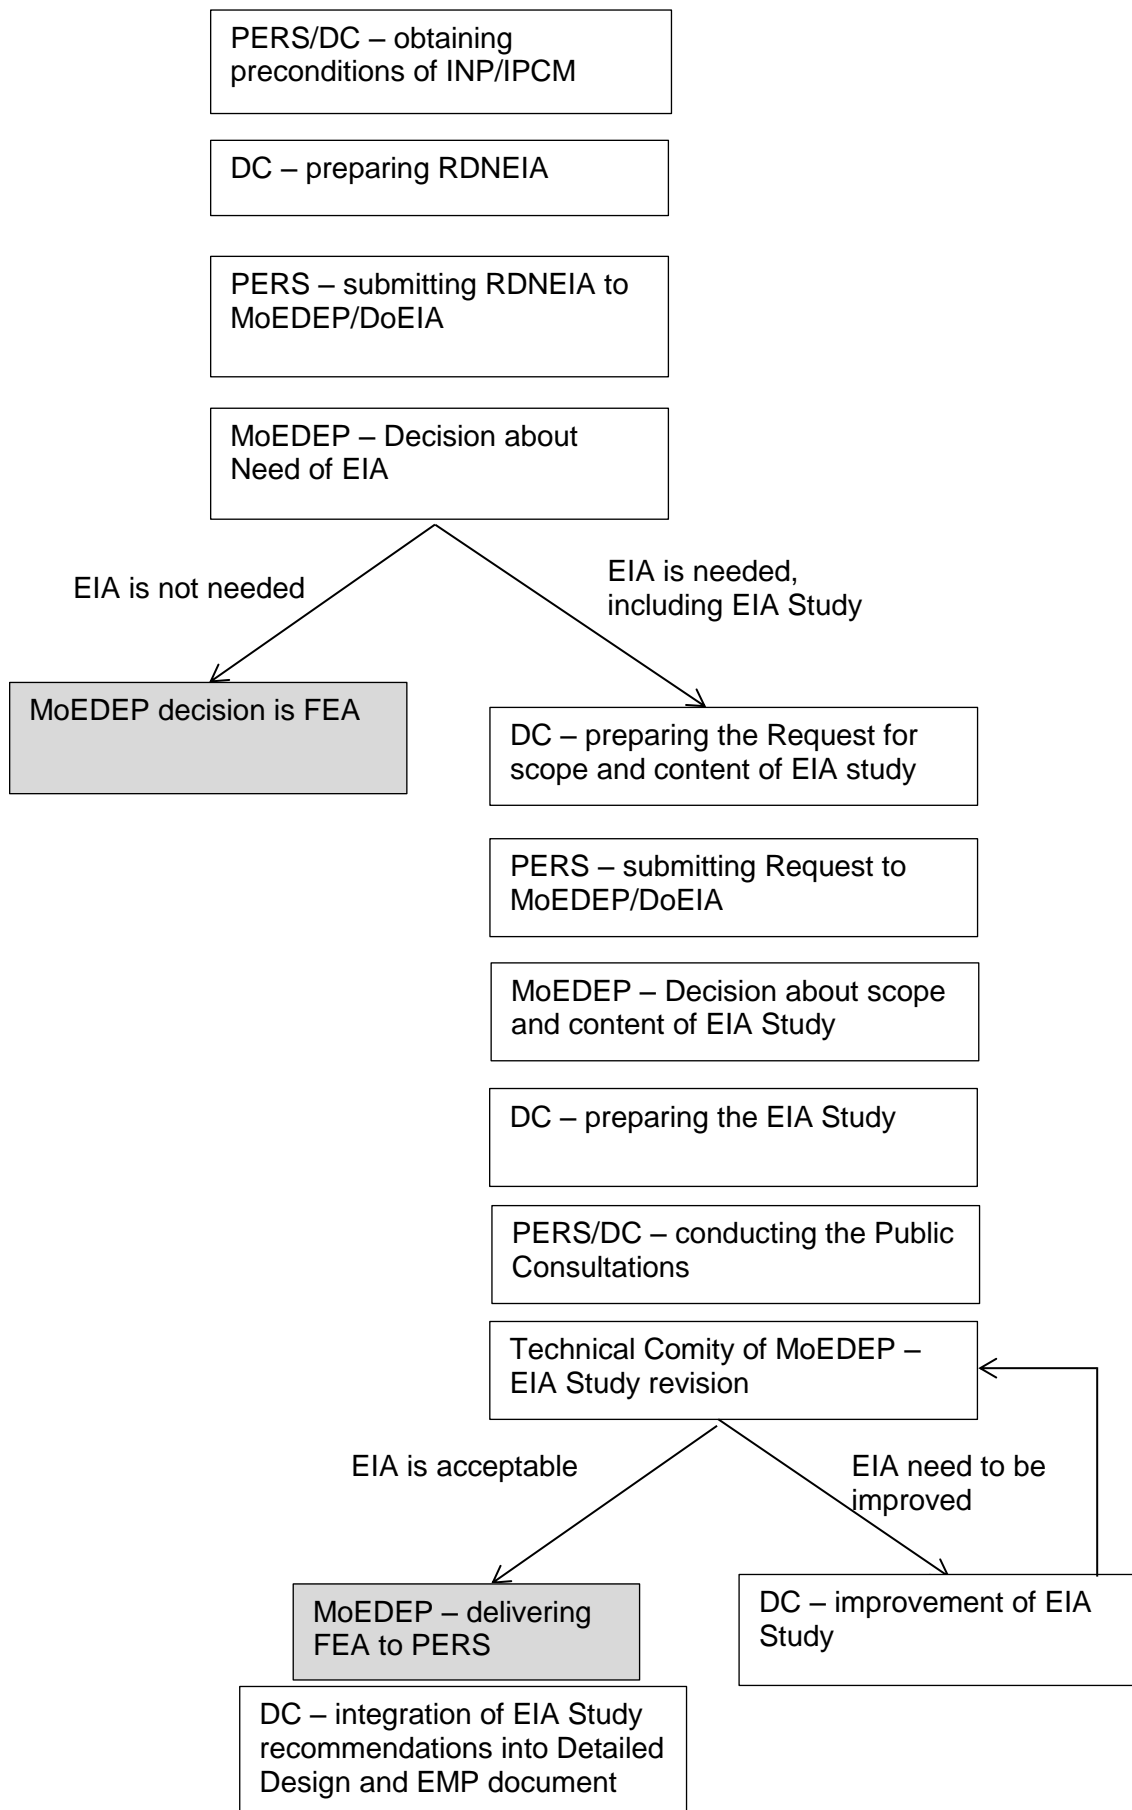 PERS/DC – obtaining
preconditions of INP/IPCM
DC – preparing RDNEIA
PERS – submitting RDNEIA to
MoEDEP/DoEIA
MoEDEP – Decision about
Need of EIA
EIA is not needed
EIA is needed,
including EIA Study
MoEDEP decision is FEA
DC – preparing the Request for
scope and content of EIA study
PERS – submitting Request to
MoEDEP/DoEIA
MoEDEP – Decision about scope
and content of EIA Study
DC – preparing the EIA Study
PERS/DC – conducting the Public
Consultations
Technical Comity of MoEDEP –
EIA Study revision
EIA is acceptable
EIA need to be
improved
MoEDEP – delivering
FEA to PERS
DC – improvement of EIA
Study
DC – integration of EIA Study
recommendations into Detailed
Design and EMP document